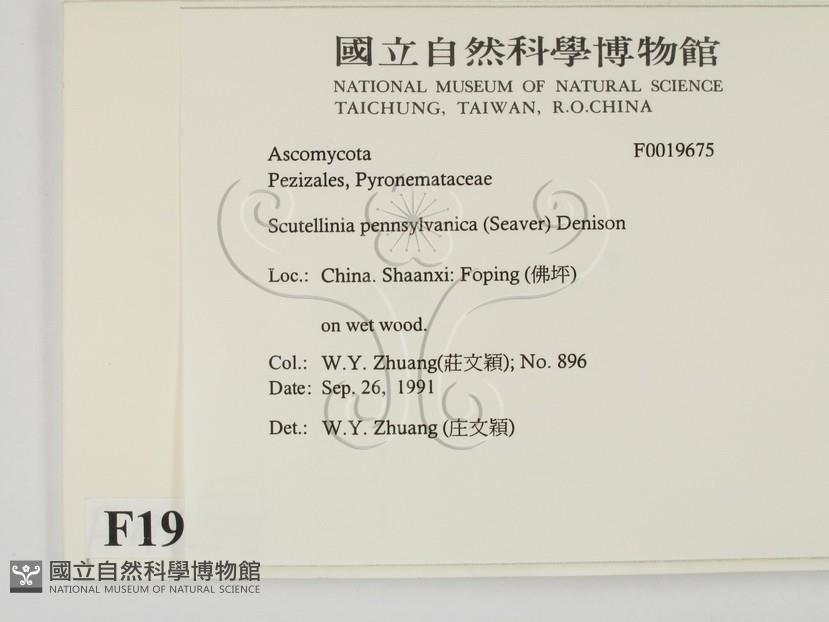 國立自然科學博物館
NATIONAL MUSEUM OF NATURAL SCIENCE
TAICHUNG, TAIWAN, R.O.CHINA
Ascomycota F0019675
Pezizales, Pyronemataceae
Scutellinia pennsylvanica (Seaver) Denison
Loc.: China. Shaanxi: Foping (佛坪)
on wet wood.
Col.: W.Y. Zhuang(莊文穎); No. 896
Date: Sep. 26, 1991
Det.: W.Y. Zhuang (庄文穎)
F19
國立自然科學博物館
NATIONAL MUSEUM OF NATURAL SCIENCE